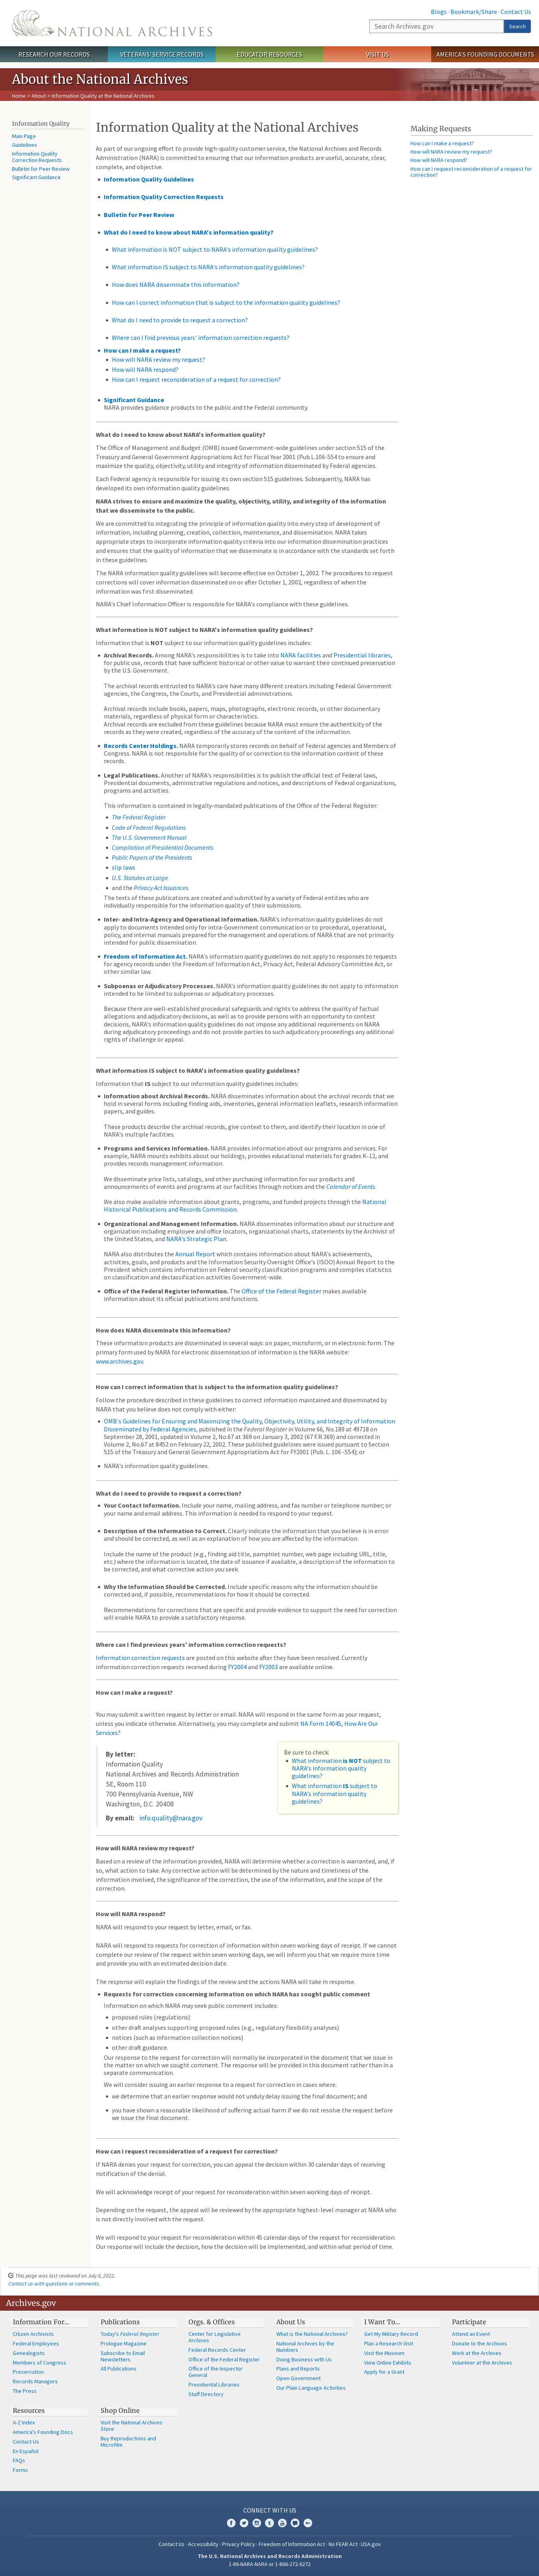 Blogs · Bookmark/Share · Contact Us
NATIONAL ARCHIVES
Search Archives.gov
Search
RESEARCH OUR RECORDS
VETERANS' SERVICE RECORDS
EDUCATOR RESOURCES
VISIT US
AMERICA'S FOUNDING DOCUMENTS
About the National Archives
Home > About > Information Quality at the National Archives
Information Quality
Main Page
Guidelines
Information Quality
Correction Requests
Bulletin for Peer Review
Significant Guidance
Making Requests
How can I make a request?
How will NARA review my request?
How will NARA respond?
How can I request reconsideration of a request for
correction?
Information Quality at the National Archives
As part of our ongoing effort to provide high-quality customer service, the National Archives and Records
Administration (NARA) is committed to disseminating information that is useful, accurate, clear,
complete, and objective.
Information Quality Guidelines
Information Quality Correction Requests
Bulletin for Peer Review
What do I need to know about NARA's information quality?
What information is NOT subject to NARA's information quality guidelines?
What information IS subject to NARA's information quality guidelines?
How does NARA disseminate this information?
How can I correct information that is subject to the information quality guidelines?
What do I need to provide to request a correction?
Where can I find previous years' information correction requests?
How can I make a request?
How will NARA review my request?
How will NARA respond?
How can I request reconsideration of a request for correction?
Significant Guidance
NARA provides guidance products to the public and the Federal community.
What do I need to know about NARA's information quality?
The Office of Management and Budget (OMB) issued Government-wide guidelines under section 515 of the
Treasury and General Government Appropriations Act for Fiscal Year 2001 (Pub.L.106-554 to ensure and
maximize the quality, objectivity, utility and integrity of information disseminated by Federal agencies.
Each Federal agency is responsible for issuing its own section 515 guidelines. Subsequently, NARA has
developed its own information quality guidelines.
NARA strives to ensure and maximize the quality, objectivity, utility, and integrity of the information
that we disseminate to the public.
We are committed to integrating the principle of information quality into every step of our development of
information, including planning, creation, collection, maintenance, and dissemination. NARA makes every
attempt to incorporate appropriate information quality criteria into our information dissemination practices
and to ensure that the information we disseminate is in accordance with the standards set forth in
these guidelines.
The NARA information quality guidelines will become effective on October 1, 2002. The procedures to request
corrections will cover information disseminated on or after October 1, 2002, regardless of when the
information was first disseminated.
NARA's Chief Information Officer is responsible for NARA's compliance with these guidelines.
What information is NOT subject to NARA's information quality guidelines?
Information that is NOT subject to our information quality guidelines includes:
Archival Records. Among NARA's responsibilities is to take into NARA facilities and Presidential libraries,
for public use, records that have sufficient historical or other value to warrant their continued preservation
by the U.S. Government.
The archival records entrusted to NARA's care have many different creators including Federal Government
agencies, the Congress, the Courts, and Presidential administrations.
Archival records include books, papers, maps, photographs, electronic records, or other documentary
materials, regardless of physical form or characteristics.
Archival records are excluded from these guidelines because NARA must ensure the authenticity of the
records as they were created, regardless of the accuracy of the content of that information.
Records Center Holdings. NARA temporarily stores records on behalf of Federal agencies and Members of
Congress. NARA is not responsible for the quality of or correction to the information content of these
records.
Legal Publications. Another of NARA's responsibilities is to publish the official text of Federal laws,
Presidential documents, administrative regulations and notices, and descriptions of Federal organizations,
programs and activities.
This information is contained in legally-mandated publications of the Office of the Federal Register:
The Federal Register
Code of Federal Regulations
The U.S. Government Manual
Compilation of Presidential Documents
Public Papers of the Presidents
slip laws
U.S. Statutes at Large
and the Privacy Act Issuances.
The texts of these publications are created and submitted by a variety of Federal entities who are
individually responsible for the information quality of their submissions.
Inter- and Intra-Agency and Operational Information. NARA's information quality guidelines do not
apply to documents intended only for intra-Government communication or to procedural, operational,
policy, and internal manuals prepared for the management and operations of NARA that are not primarily
intended for public dissemination.
Freedom of Information Act. NARA's information quality guidelines do not apply to responses to requests
for agency records under the Freedom of Information Act, Privacy Act, Federal Advisory Committee Act, or
other similar law.
Subpoenas or Adjudicatory Processes. NARA's information quality guidelines do not apply to information
intended to be limited to subpoenas or adjudicatory processes.
Because there are well-established procedural safeguards and rights to address the quality of factual
allegations and adjudicatory decisions, as well as to provide persons with an opportunity to contest
decisions, NARA's information quality guidelines do not impose any additional requirements on NARA
during adjudicatory proceedings and do not provide parties to such adjudicatory proceedings any
additional rights of challenge or appeal.
What information IS subject to NARA's information quality guidelines?
Information that IS subject to our information quality guidelines includes:
Information about Archival Records. NARA disseminates information about the archival records that we
hold in several forms including finding aids, inventories, general information leaflets, research information
papers, and guides.
These products describe the archival records, give context to them, and identify their location in one of
NARA's multiple facilities.
Programs and Services Information. NARA provides information about our programs and services. For
example, NARA mounts exhibits about our holdings, provides educational materials for grades K-12, and
provides records management information.
We disseminate price lists, catalogs, and other purchasing information for our products and
announcements of events and programs at our facilities through notices and the Calendar of Events.
We also make available information about grants, programs, and funded projects through the National
Historical Publications and Records Commission.
Organizational and Management Information. NARA disseminates information about our structure and
organization including employee and office locators, organizational charts, statements by the Archivist of
the United States, and NARA's Strategic Plan.
NARA also distributes the Annual Report which contains information about NARA's achievements,
activities, goals, and products and the Information Security Oversight Office's (ISOO) Annual Report to the
President on the Federal Government's information classification program and compiles statistics
on classification and declassification activities Government-wide.
Office of the Federal Register Information. The Office of the Federal Register makes available
information about its official publications and functions.
How does NARA disseminate this information?
These information products are disseminated in several ways: on paper, microform, or in electronic form. The
primary form used by NARA for electronic dissemination of information is the NARA website:
www.archives.gov.
How can I correct information that is subject to the information quality guidelines?
Follow the procedure described in these guidelines to correct information maintained and disseminated by
NARA that you believe does not comply with either:
OMB's Guidelines for Ensuring and Maximizing the Quality, Objectivity, Utility, and Integrity of Information
Disseminated by Federal Agencies, published in the Federal Register in Volume 66, No.189 at 49718 on
September 28, 2001, updated in Volume 2, No.67 at 369 on January 3, 2002 (67 F.R.369) and corrected in
Volume No.67 at 8452 on February 22, 2002. These published guidelines were issued pursuant to Section
515 of the Treasury and General Government Appropriations Act for FY2001 (Pub. L. 106 -554); or
NARA's information quality guidelines.
What do I need to provide to request a correction?
Your Contact Information. Include your name, mailing address, and fax number or telephone number; or
your name and email address. This information is needed to respond to your request.
Description of the Information to Correct. Clearly indicate the information that you believe is in error
and should be corrected, as well as an explanation of how you are affected by the information .
Include the name of the product (e.g., finding aid title, pamphlet number, web page including URL, title,
etc.) where the information is located, the date of issuance if available, a description of the information to
be corrected, and what corrective action you seek.
Why the Information Should be Corrected. Include specific reasons why the information should be
corrected and, if possible, recommendations for how it should be corrected.
Recommendations for corrections that are specific and provide evidence to support the need for correction
will enable NARA to provide a satisfactory response.
Where can I find previous years' information correction requests?
Information correction requests are posted on this website after they have been resolved. Currently
information correction requests received during FY2004 and FY2003 are available online.
How can I make a request?
You may submit a written request by letter or email. NARA will respond in the same form as your request,
unless you indicate otherwise. Alternatively, you may complete and submit NA Form 14045, How Are Our
Services?
By letter:
Information Quality
National Archives and Records Administration
SE, Room 110
700 Pennsylvania Avenue, NW
Washington, D.C. 20408
By email: info.quality@nara.gov
Be sure to check:
What information is NOT subject to
NARA's information quality
guidelines?
What information IS subject to
NARA's information quality
guidelines?
How will NARA review my request?
Based on a review of the information provided, NARA will determine whether a correction is warranted, and, if
so, what action to take. Any corrective action will be determined by the nature and timeliness of the
information, the significance of the correction, the use of the information, and the scope of the
correction.
How will NARA respond?
NARA will respond to your request by letter, email, or fax.
NARA will respond to requests for correction of information within seven working days of receipt. If we cannot
complete our review of the request within seven working days, we will inform you that we require more time
and provide you with an estimated decision date.
The response will explain the findings of the review and the actions NARA will take in response.
Requests for correction concerning information on which NARA has sought public comment
Information on which NARA may seek public comment includes:
proposed rules (regulations)
other draft analyses supporting proposed rules (e.g., regulatory flexibility analyses)
notices (such as information collection notices)
other draft guidance.
Our response to the request for correction will normally be incorporated in the next document we issue in
the matter on which we sought comment. The response will be provided in the document rather than in a
separate communication.
We will consider issuing an earlier response to a request for correction in cases where:
we determine that an earlier response would not unduly delay issuing the final document; and
you have shown a reasonable likelihood of suffering actual harm if we do not resolve the request before
we issue the final document.
How can I request reconsideration of a request for correction?
If NARA denies your request for correction, you can appeal the decision within 30 calendar days of receiving
notification of the denial.
We will acknowledge receipt of your request for reconsideration within seven working days of receipt.
Depending on the request, the appeal will be reviewed by the appropriate highest-level manager at NARA who
is not directly involved with the request.
We will respond to your request for reconsideration within 45 calendar days of the request for reconsideration.
Our response will include the decision, how the decision will be implemented, and within what period of time.
This page was last reviewed on July 6, 2022.
Contact us with questions or comments.
Archives.gov
Information For…
Citizen Archivists
Federal Employees
Genealogists
Members of Congress
Preservation
Records Managers
The Press
Publications
Today's Federal Register
Prologue Magazine
Subscribe to Email
Newsletters
All Publications
Orgs. & Offices
Center for Legislative
Archives
Federal Records Center
Office of the Federal Register
Office of the Inspector
General
Presidential Libraries
Staff Directory
About Us
What is the National Archives?
National Archives by the
Numbers
Doing Business with Us
Plans and Reports
Open Government
Our Plain Language Activities
I Want To…
Get My Military Record
Plan a Research Visit
Visit the Museum
View Online Exhibits
Apply for a Grant
Participate
Attend an Event
Donate to the Archives
Work at the Archives
Volunteer at the Archives
Resources
A-Z Index
America's Founding Docs
Contact Us
En Español
FAQs
Forms
Shop Online
Visit the National Archives
Store
Buy Reproductions and
Microfilm
CONNECT WITH US
Contact Us · Accessibility · Privacy Policy · Freedom of Information Act · No FEAR Act · USA.gov
The U.S. National Archives and Records Administration
1-86-NARA-NARA or 1-866-272-6272